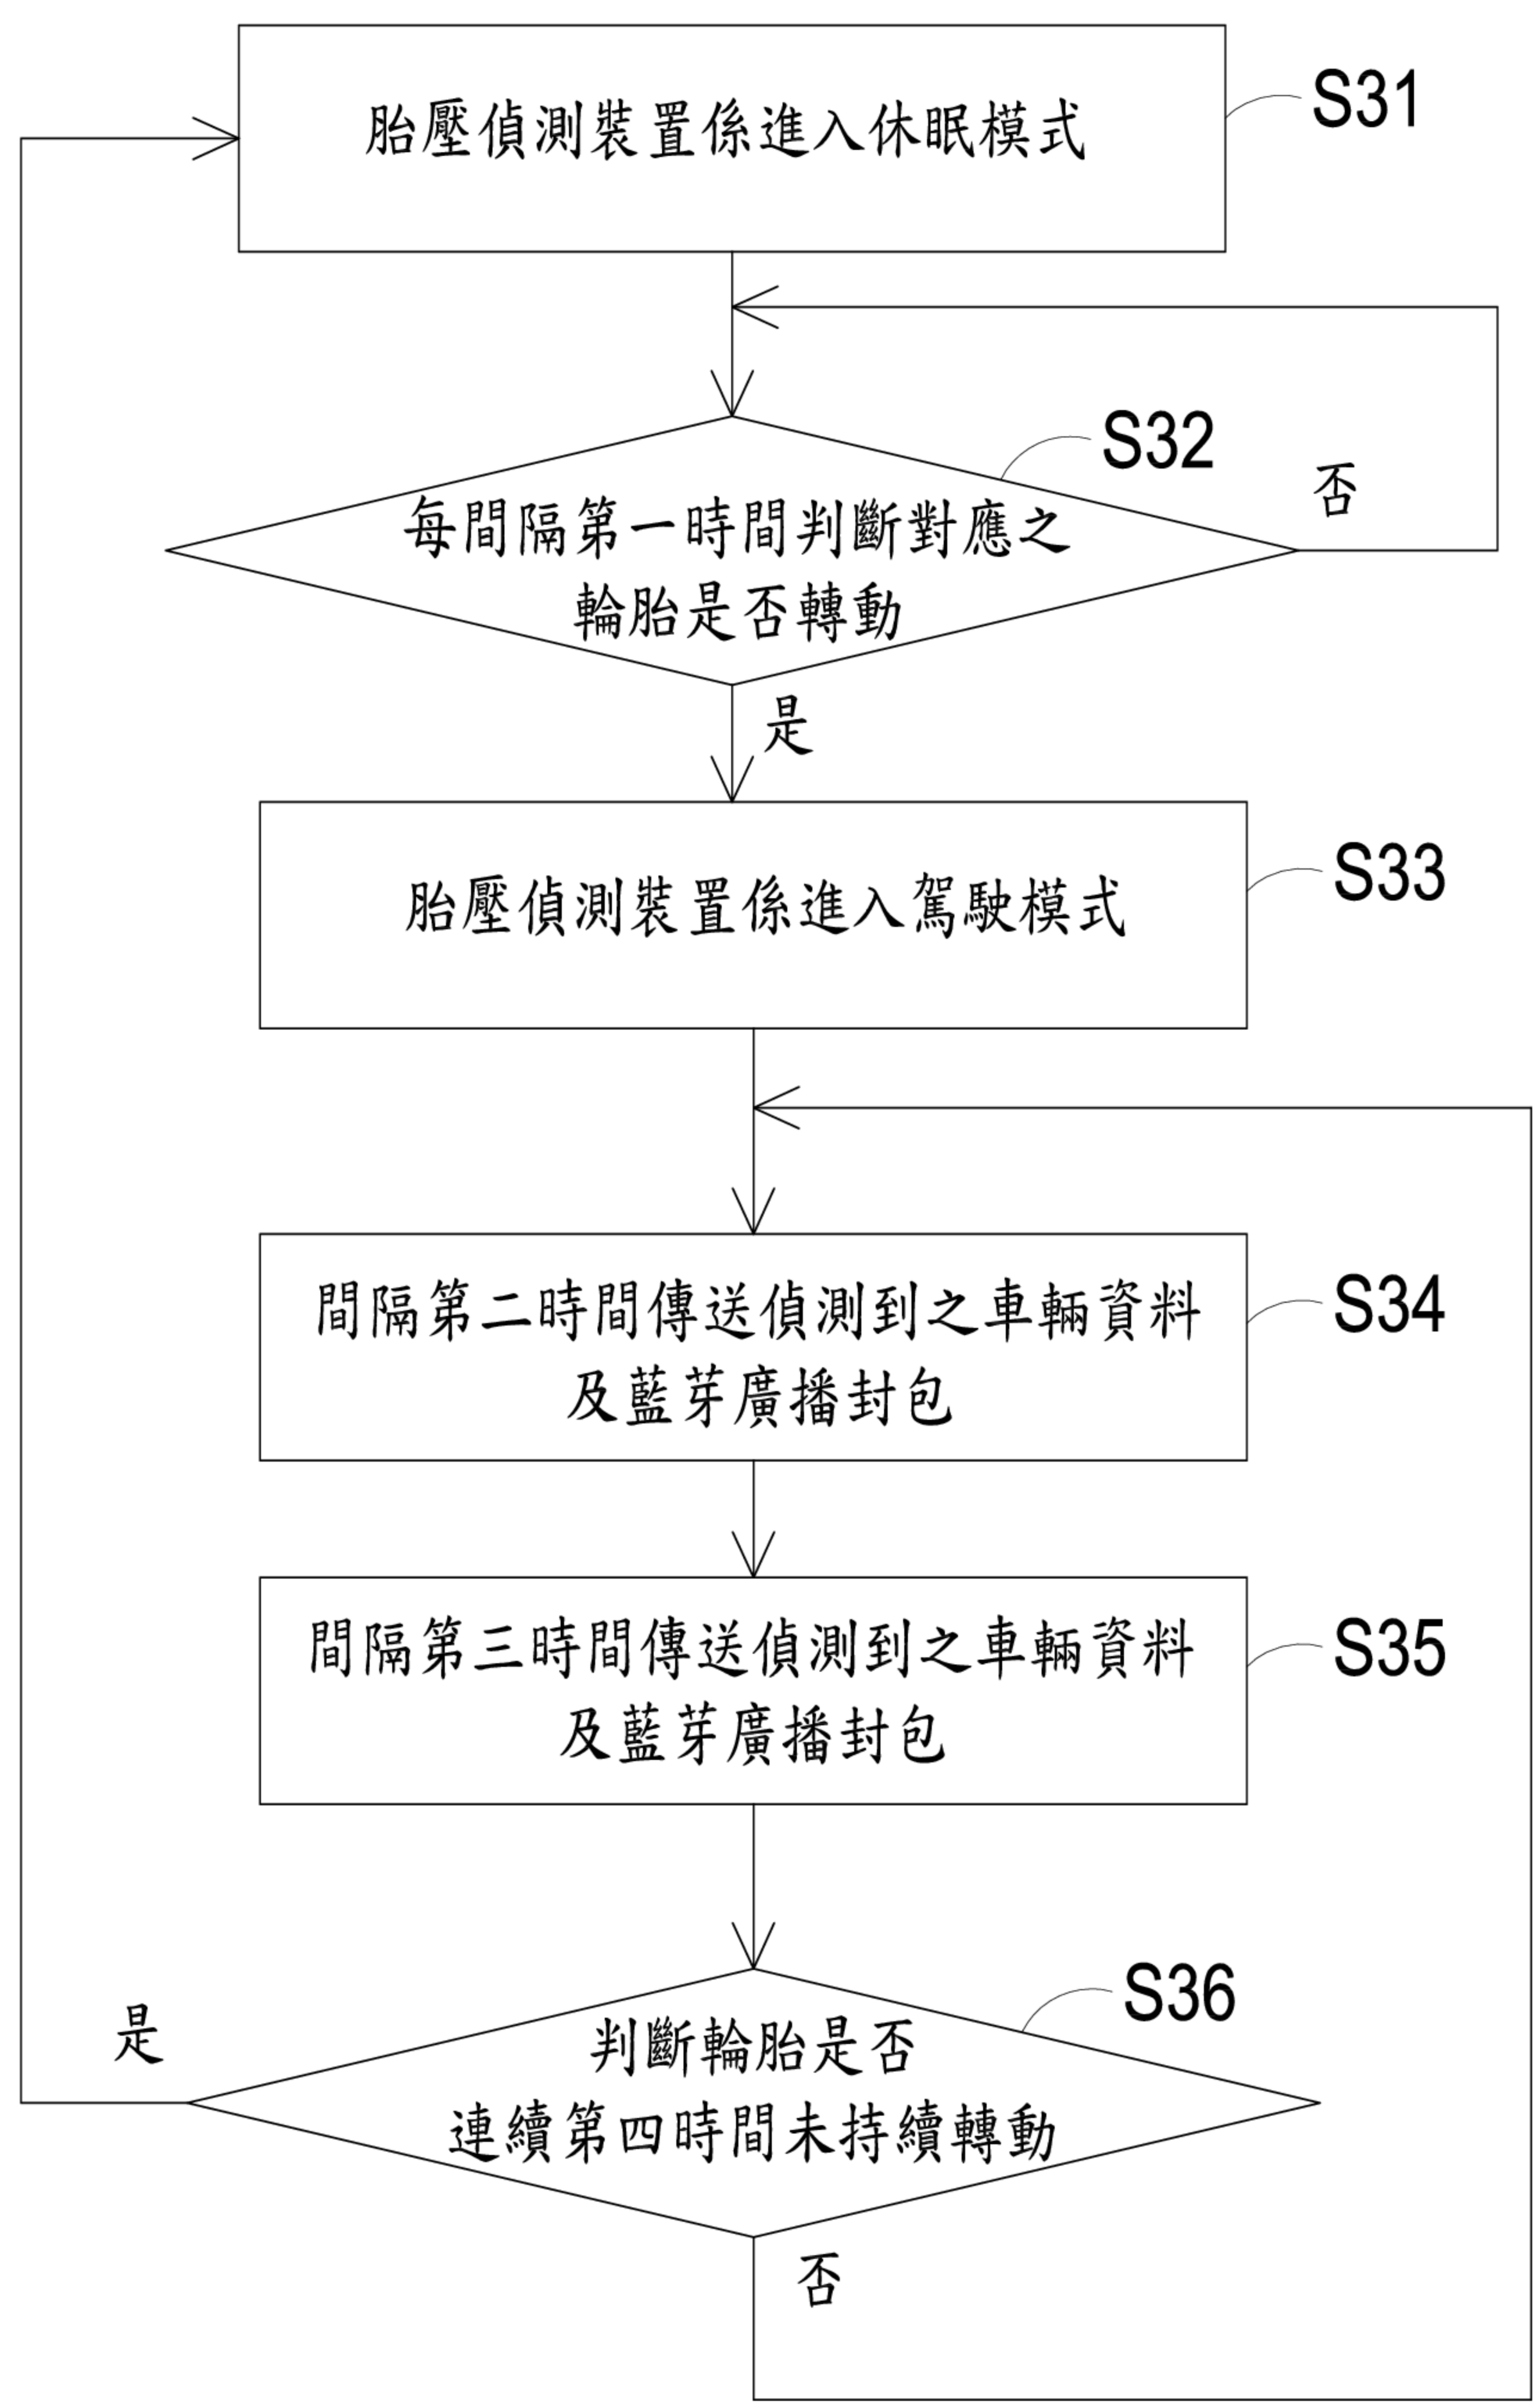 胎壓偵測裝置係進入休眠模式
S31
S32
否
每間隔第一時間判斷對應之
輪胎是否轉動
是
S33
胎壓偵測裝置係進入駕駛模式
間隔第二時間傳送偵測到之車輛資料
及藍芽廣播封包
S34
間隔第三時間傳送偵測到之車輛資料
及藍芽廣播封包
S35
S36
是
判斷輪胎是否
連續第四時間未持續轉動
否